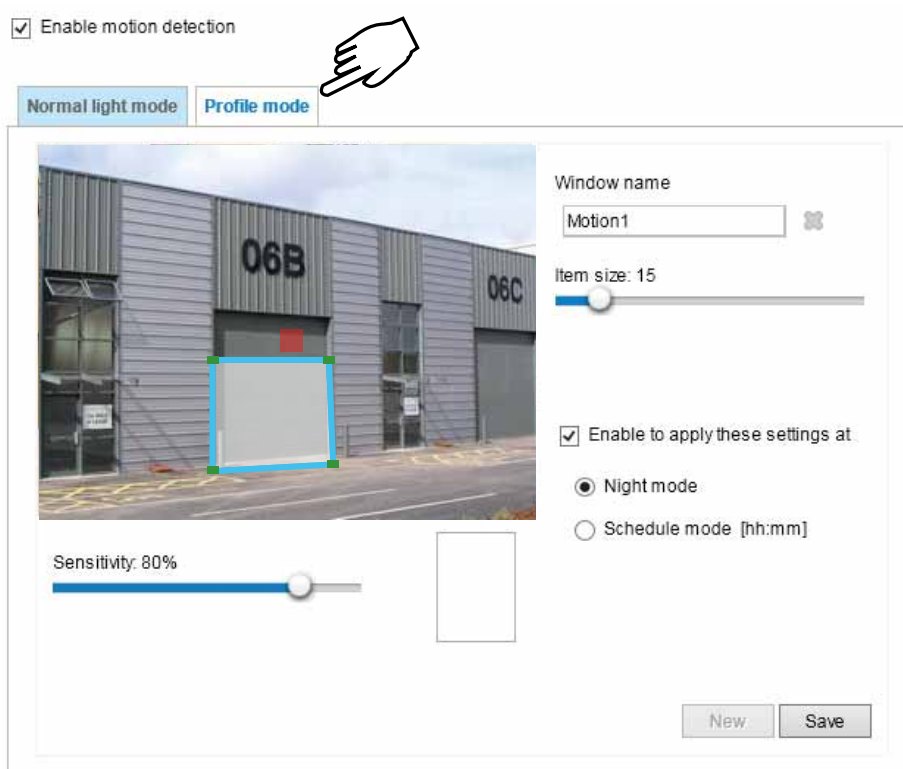 Enable motion detection
Normal light mode
Profile mode
Window name
Motion1
Item size: 15
06B
06C
Enable to apply these settings at
Night mode
Schedule mode [hh:mm]
Sensitivity: 80%
New
Save